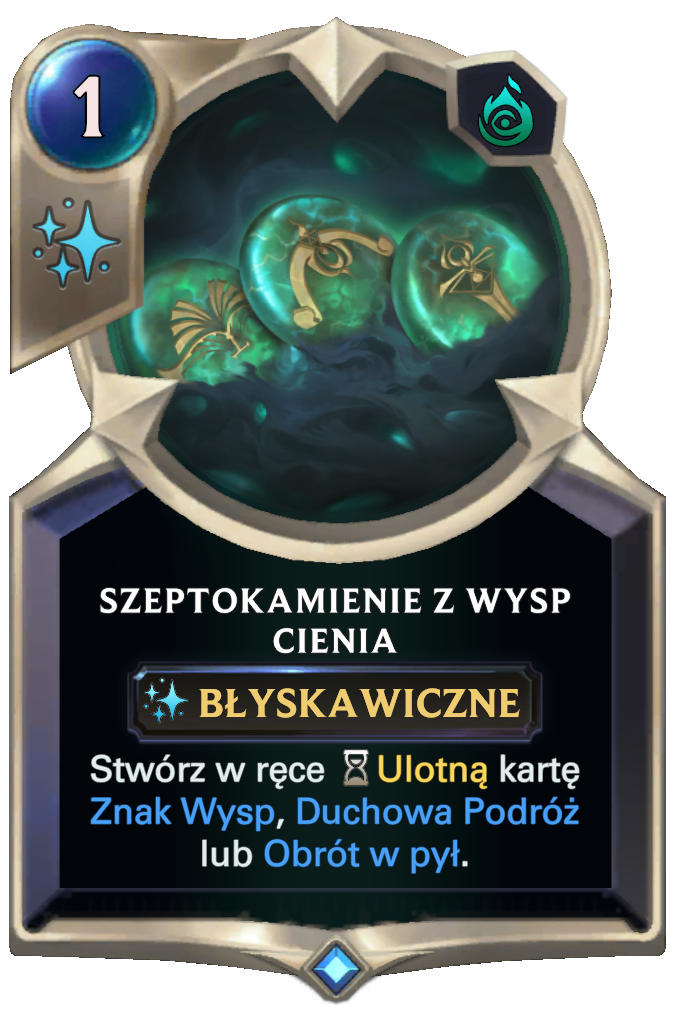 1
SZEPTOKAMIENIE Z WYSP
CIENIA
BŁYSKAWICZNE
Stwórz w ręce Ulotną kartę
Znak Wysp, Duchowa Podróż
lub Obrót w pył.